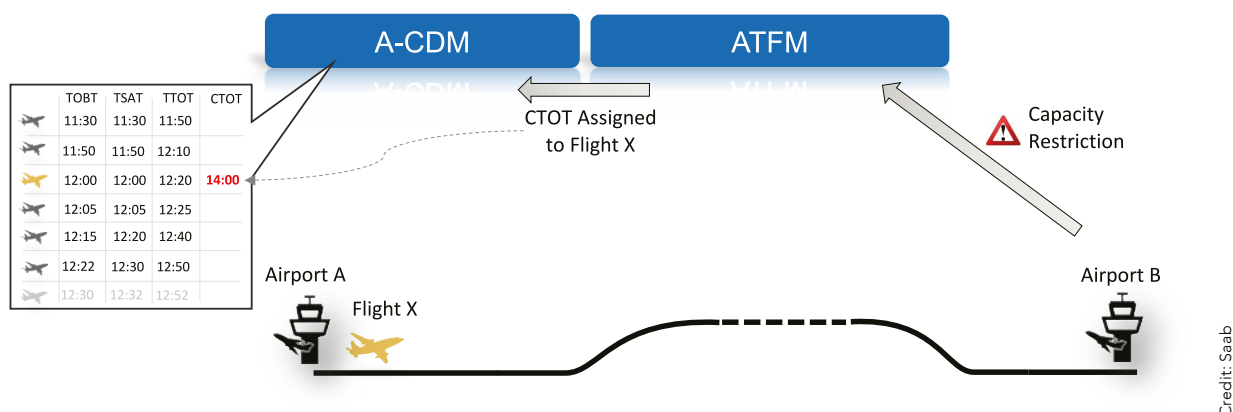 A-CDM
ATFM
TOBT TSAT TTOT CTOT
11:30 11:30 11:50
11:50 11:50 12:10
12:00 12:00 12:20 14:00
12:05 12:05 12:25
12:15 12:20 12:40
12:22 12:30 12:50
12:30 12:32 12:52
CTOT Assigned
to Flight X
Capacity
Restriction
Airport A
Flight X
Airport B
Credit: Saab